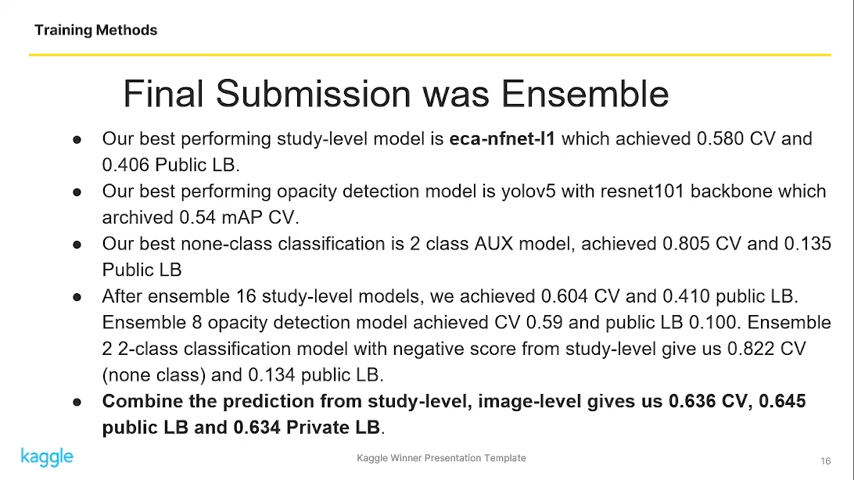 Training Methods
Final Submission was Ensemble
● Our best performing study-level model is eca-nfnet-l1 which achieved 0.580 CV and
0.406 Public LB.
● Our best performing opacity detection model is yolov5 with resnet101 backbone which
archived 0.54 mAP CV.
● Our best none-class classification is 2 class AUX model, achieved 0.805 CV and 0.135
Public LB
● After ensemble 16 study-level models, we achieved 0.604 CV and 0.410 public LB.
Ensemble 8 opacity detection model achieved CV 0.59 and public LB 0.100. Ensemble
2 2-class classification model with negative score from study-level give us 0.822 CV
(none class) and 0.134 public LB.
● Combine the prediction from study-level, image-level gives us 0.636 CV, 0.645
public LB and 0.634 Private LB.
kaggle
Kaggle Winner Presentation Template
16